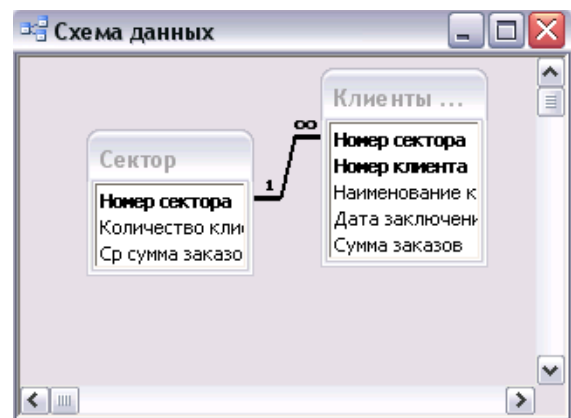 Схема данных
Сектор
Номер сектора
Количество кли
Ср сумма заказо
1
∞
Клиенты ...
Номер сектора
Номер клиента
Наименование к
Дата заключени
Сумма заказов